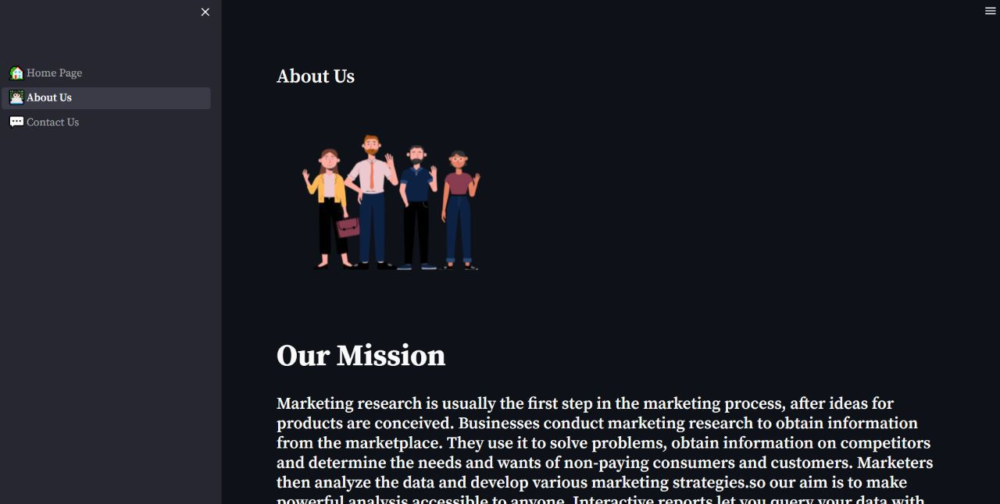 Home Page
About Us
Contact Us
About Us
Our Mission
Marketing research is usually the first step in the marketing process, after ideas for
products are conceived. Businesses conduct marketing research to obtain information
from the marketplace. They use it to solve problems, obtain information on competitors
and determine the needs and wants of non-paying consumers and customers. Marketers
then analyze the data and develop various marketing strategies.so our aim is to make
powerful analysis accessible to anyone. Interactive reports let you query your data with